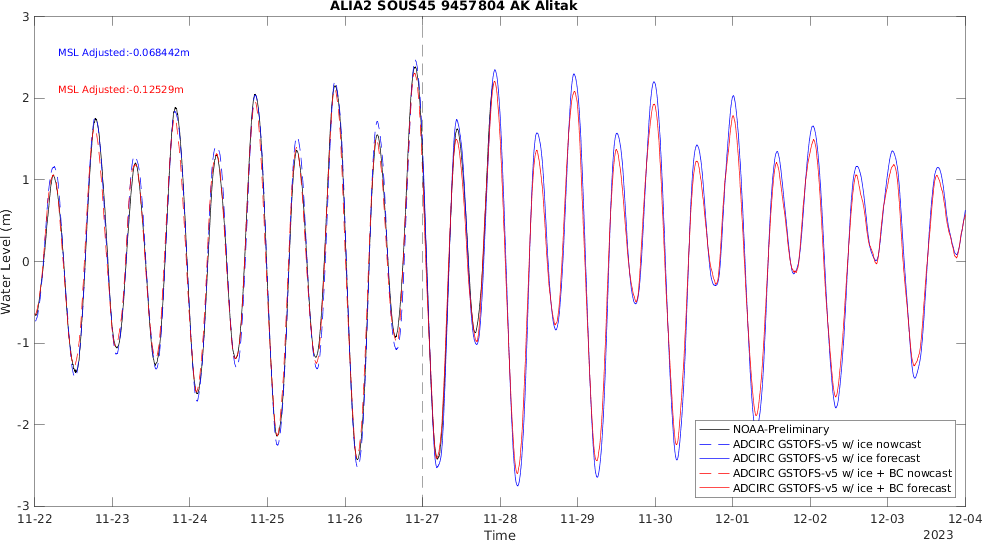 ALIA2 SOUS45 9457804 AK Alitak
3
2
1
0
-1
-2
-3
Water Level (m)
MSL Adjusted:-0.068442m
MSL Adjusted:-0.12529m
NOAA-Preliminary
ADCIRC GSTOFS-v5 w/ ice nowcast
ADCIRC GSTOFS-v5 w/ ice forecast
ADCIRC GSTOFS-v5 w/ ice + BC nowcast
ADCIRC GSTOFS-v5 w/ ice + BC forecast
11-22 11-23 11-24 11-25 11-26 11-27 11-28 11-29 11-30 12-01 12-02 12-03 12-04
Time
2023